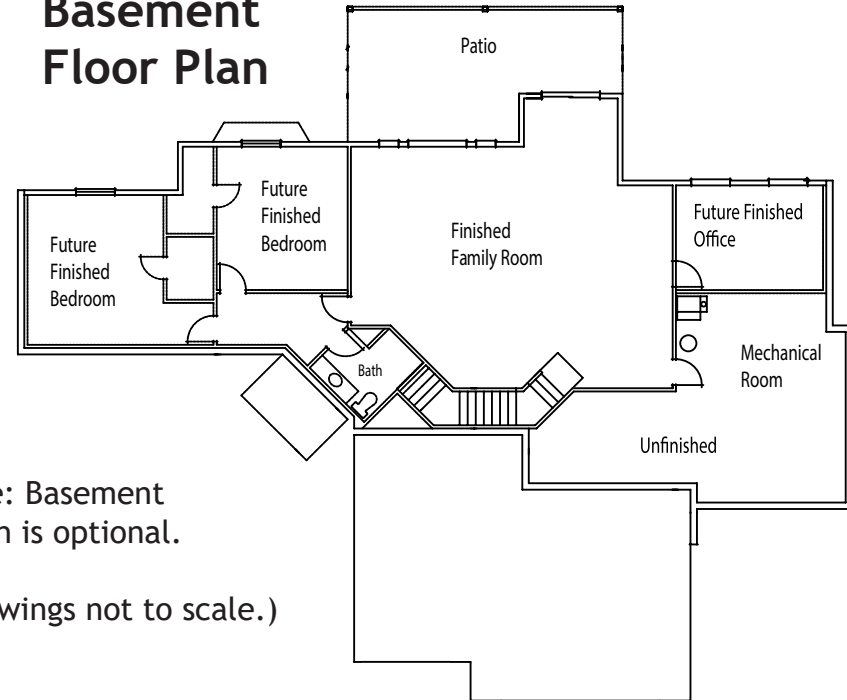 Basement
Floor Plan
Patio
Future
Finished
Bedroom
Future
Finished
Bedroom
Finished
Family Room
Future Finished
Office
Mechanical
Room
Bath
Unfinished
: Basement
is optional.
not to scale.)